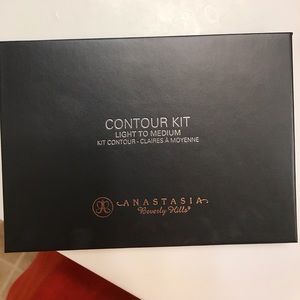 CONTOUR KIT
LIGHT TO MEDIUM
KIT CONTOUR - CLAIRES À MOYENNE
ANASTASIA
Beverly Hills®